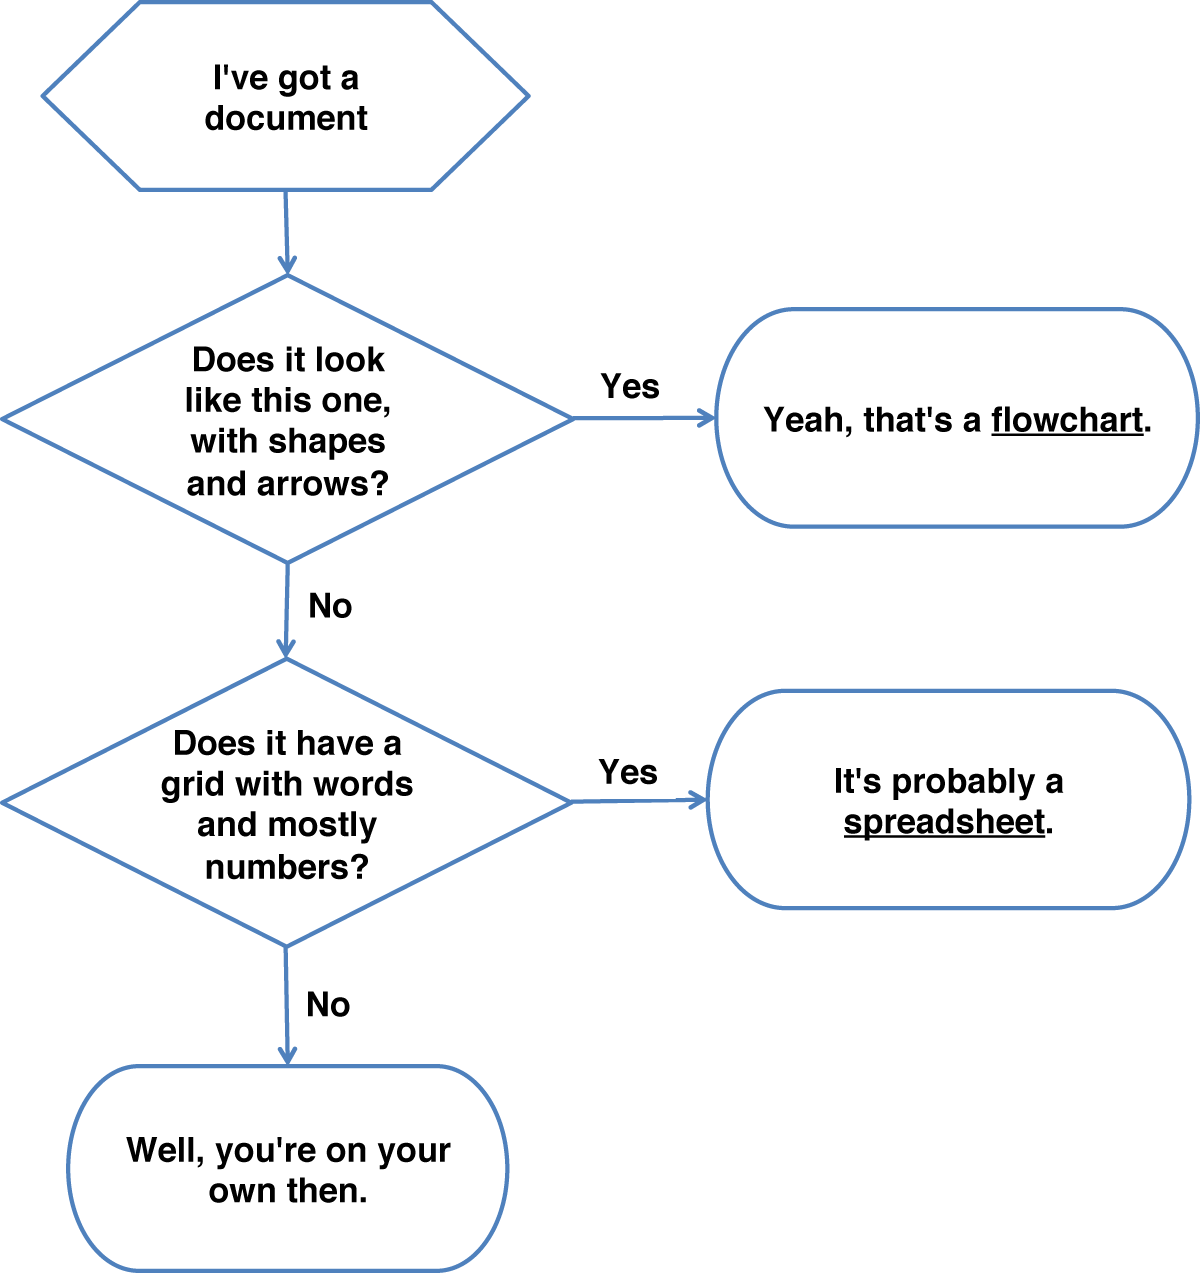 I've got a
document
Does it look
like this one,
with shapes
and arrows?
Yes
Yeah, that's a flowchart.
No
Does it have a
grid with words
and mostly
numbers?
Yes
It's probably a
spreadsheet.
No
Well, you're on your
own then.